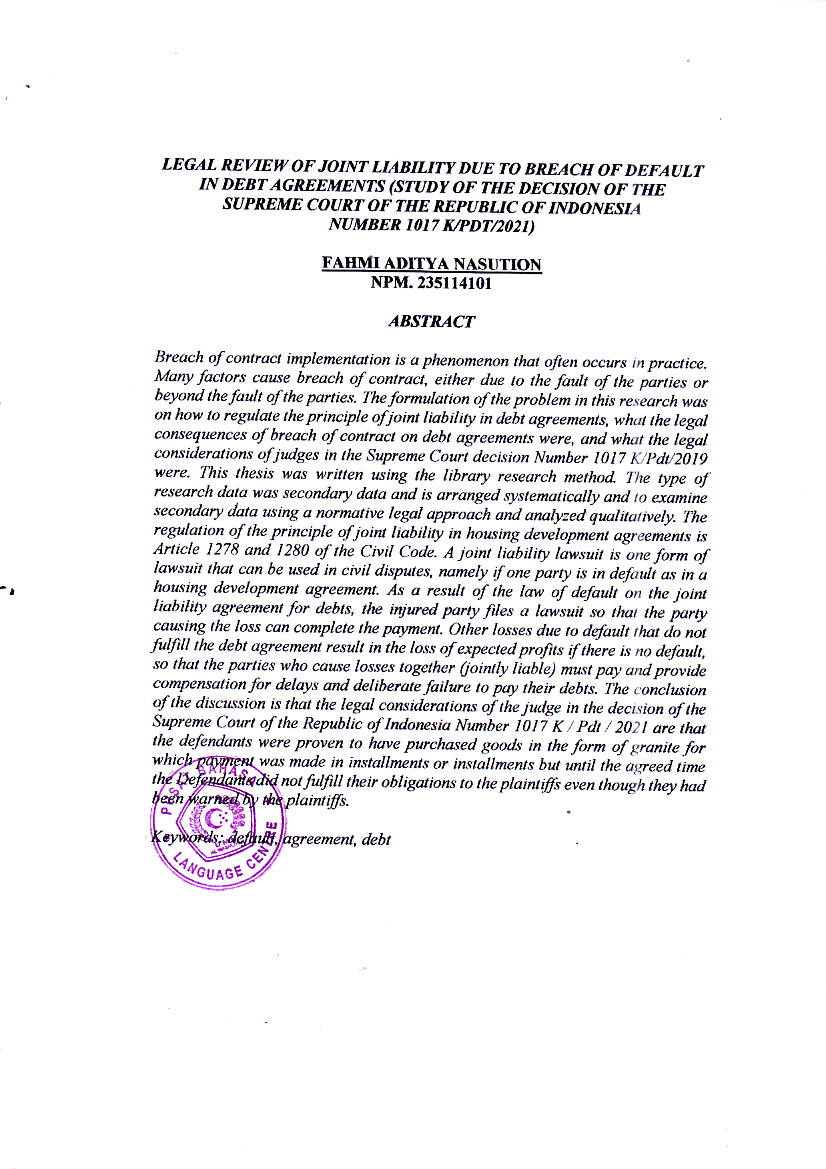 LEGAL REVIEW OF JOINT LIABILITY DUE TO BREACH OF DEFAULT
IN DEBT AGREEMENTS (STUDY OF THE DECISION OF THE
SUPREME COURT OF THE REPUBLIC OF INDONESIA
NUMBER 1017 K/PDT/2021)
FAHMI ADITYA NASUTION
NPM. 235114101
ABSTRACT
Breach of contract implementation is a phenomenon that often occurs in practice.
Many factors cause breach of contract, either due to the fault of the parties or
beyond the fault of the parties. The formulation of the problem in this research was
on how to regulate the principle of joint liability in debt agreements, what the legal
consequences of breach of contract on debt agreements were, and what the legal
considerations of judges in the Supreme Court decision Number 1017 K/Pdt/2019
were. This thesis was written using the library research method. The type of
research data was secondary data and is arranged systematically and to examine
secondary data using a normative legal approach and analyzed qualitatively. The
regulation of the principle of joint liability in housing development agreements is
Article 1278 and 1280 of the Civil Code. A joint liability lawsuit is one form of
lawsuit that can be used in civil disputes, namely if one party is in default as in a
housing development agreement. As a result of the law of default on the joint
liability agreement for debts, the injured party files a lawsuit so that the party
causing the loss can complete the payment. Other losses due to default that do not
fulfill the debt agreement result in the loss of expected profits if there is no default,
so that the parties who cause losses together (jointly liable) must pay and provide
compensation for delays and deliberate failure to pay their debts. The conclusion
of the discussion is that the legal considerations of the judge in the decision of the
Supreme Court of the Republic of Indonesia Number 1017 K / Pdt / 2021 are that
the defendants were proven to have purchased goods in the form of granite for
which payment was made in installments or installments but until the agreed time
the Defendants did not fulfill their obligations to the plaintiffs even though they had
been warned by the plaintiffs.
Keywords: default, agreement, debt
PUSAT BAHASA
LANGUAGE CENTRE